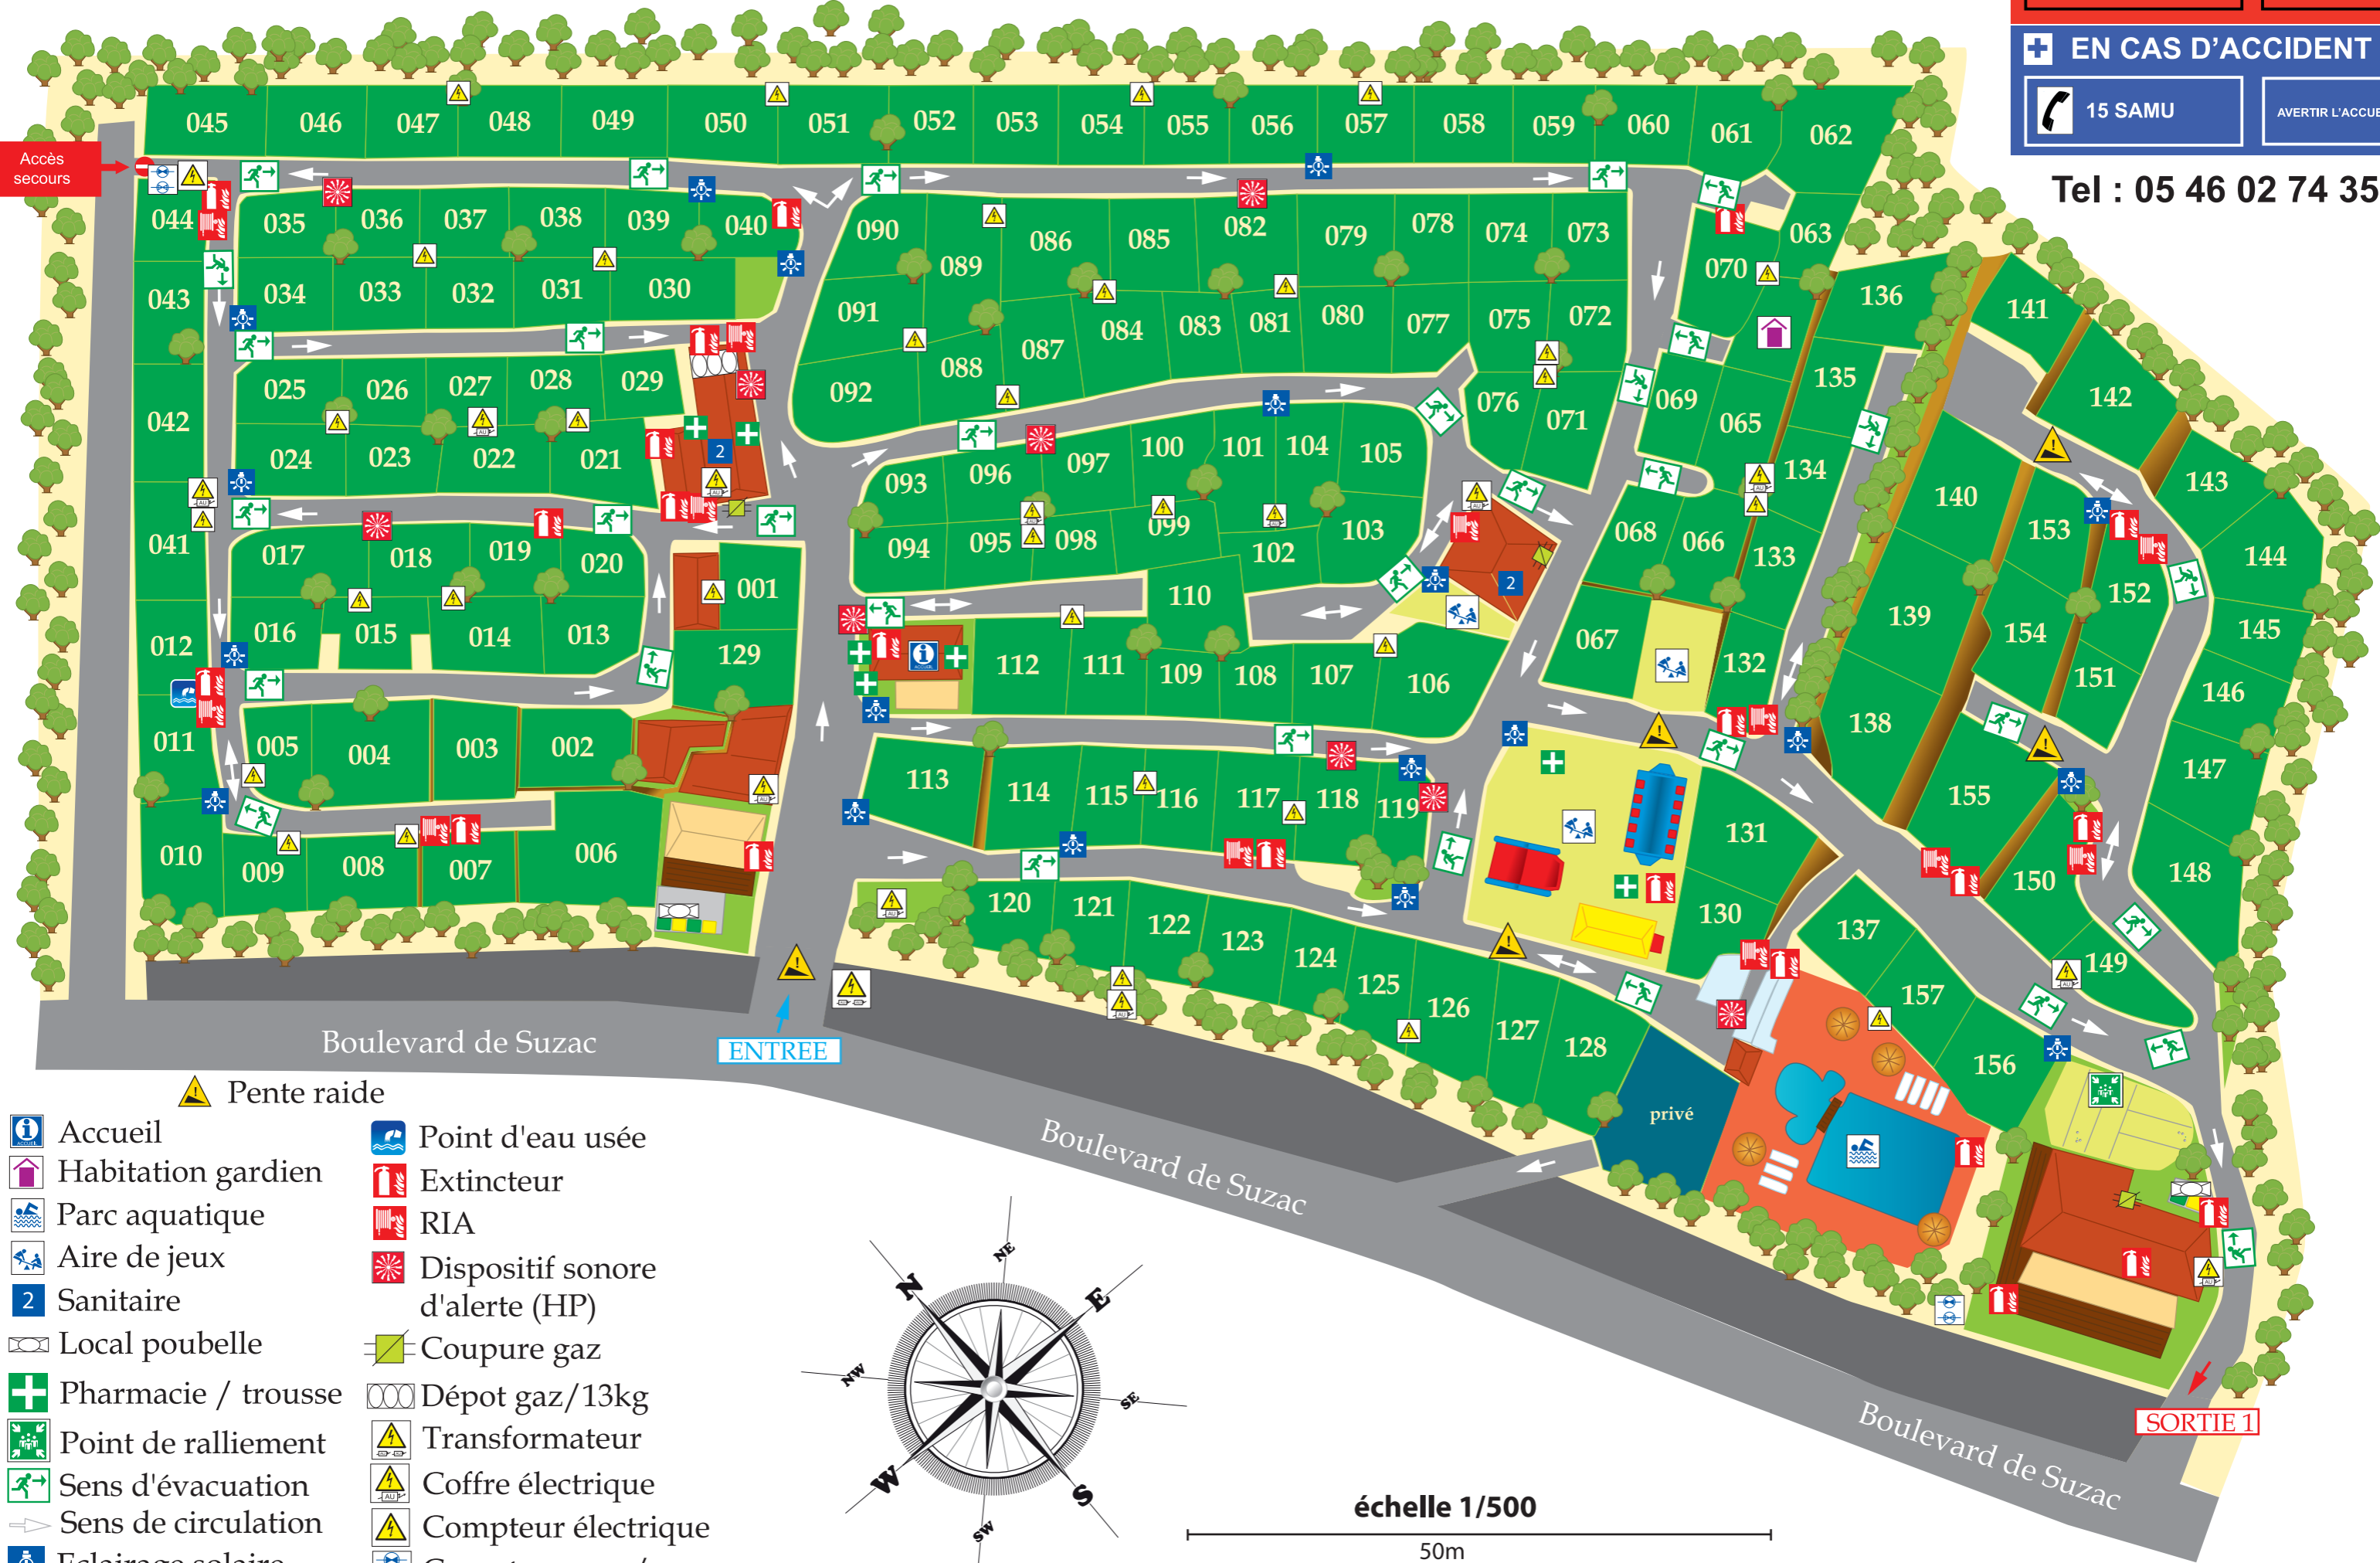 EN CAS D'ACCIDENT
15 SAMU
AVERTIR L'ACCUE
Tel : 05 46 02 74 35
Accès
secours
045 046 047 048 049 050 051 052 053 054 055 056 057 058 059 060 061 062
044 035 036 037 038 039 040 090 089 086 085 082 079 078 074 073 063
043 034 033 032 031 030 091 088 087 084 083 081 080 077 075 072 070 136 141
042 025 026 027 028 029 092 076 071 069 065 135 142
024 023 022 021 093 096 097 100 101 104 105 134 140 143
041 017 018 019 020 094 095 098 099 102 103 068 066 133 153 144
2
2
001 110 152
012 016 015 014 013 129 112 111 109 108 107 106 067 132 139 154 151 145 146
ACCUEIL
011 005 004 003 002 113 114 115 116 117 118 119 138 155 147
010 009 008 007 006 131 150 148
120 121 122 123 124 125 126 127 128 130 137 157 149 156
privé
Boulevard de Suzac
ENTREE
Boulevard de Suzac
Boulevard de Suzac
SORTIE 1
Pente raide
Accueil
Habitation gardien
Parc aquatique
Aire de jeux
2 Sanitaire
Local poubelle
Pharmacie / trousse
Point de ralliement
Sens d'évacuation
Sens de circulation
Eclairage solaire
Point d'eau usée
Extincteur
RIA
Dispositif sonore
d'alerte (HP)
Coupure gaz
Dépot gaz/13kg
Transformateur
Coffre électrique
Compteur électrique
N
NE
E
SE
S
SW
W
NW
échelle 1/500
50m